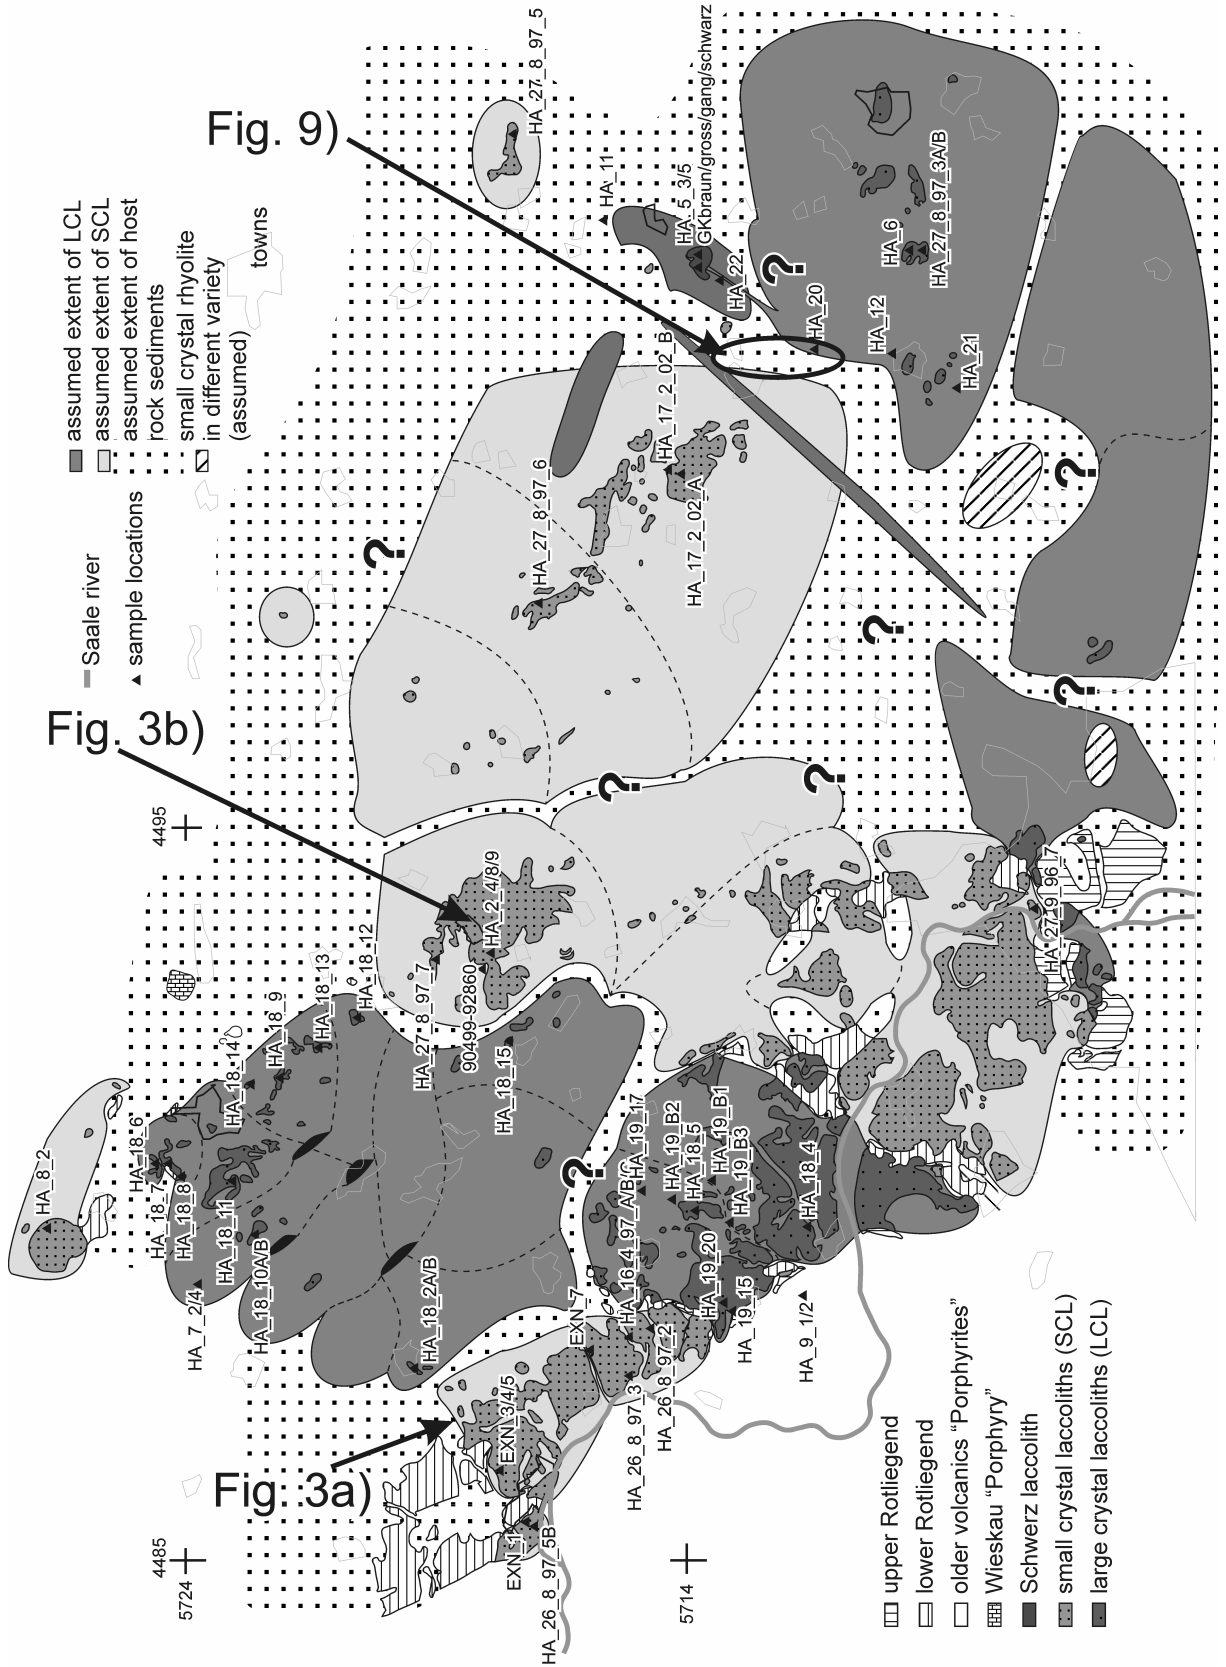 Fig. 9)
Fig. 3b)
Fig. 3a)
assumed extent of LCL
assumed extent of SCL
assumed extent of host
rock sediments
small crystal rhyolite
in different variety
(assumed)
towns
Saale river
sample locations
4495
4485
5724
5714
HA_27_8_97_5
HA_11
HA_5_3/5
GKbraun/gross/gang/schwarz
HA_22
HA_20
HA_6
HA_27_8_97_3A/B
HA_12
HA_21
HA_17_2_02_B
HA_17_2_02_A
HA_27_8_97_6
HA_2_4/8/9
HA_27_8_97_7
90499-92860
HA_18_12
HA_18_13
HA_18_9
HA_18_14
HA_18_15
HA_27_9_96_7
HA_8_2
HA_18_6
HA_18_7
HA_18_8
HA_18_11
HA_18_10A/B
HA_7_2/4
HA_18_2A/B
HA_19_17
HA_16_4_97_A/B/
HA_19_B2
HA_18_5
HA_19_B1
HA_19_B3
HA_18_4
HA_19_20
HA_19_15
HA_9_1/2
EXN_7
HA_26_8_97_2
HA_26_8_97_3
EXN_3/4/5
EXN_1
HA_26_8_97_5B
?
?
?
?
?
?
?
?
?
upper Rotliegend
lower Rotliegend
older volcanics “Porphyrites”
Wieskau “Porphyry”
Schwerz laccolith
small crystal laccoliths (SCL)
large crystal laccoliths (LCL)